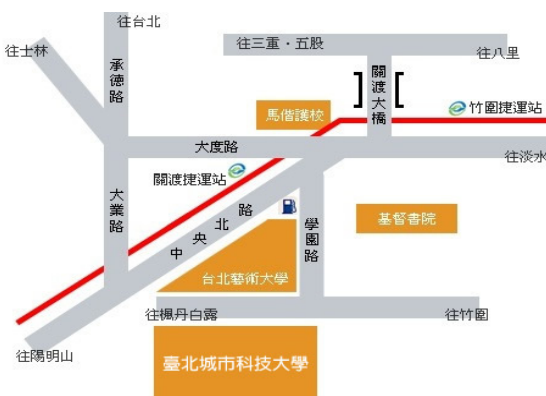 往台北
往士林
往三重．五股
往八里
承德路
關渡大橋
馬偕護校
竹圍捷運站
大度路
往淡水
關渡捷運站
大業路
中央北路
學園路
基督書院
台北藝術大學
往楓丹白露
往竹圍
往陽明山
臺北城市科技大學